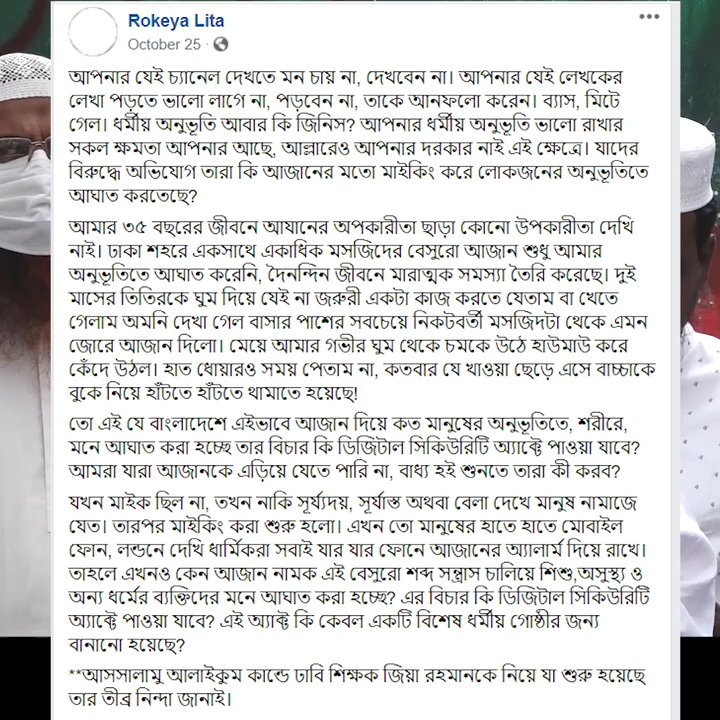 Rokeya Lita
October 25 ·
আপনার যেই চ্যানেল দেখতে মন চায় না, দেখবেন না। আপনার যেই লেখকের
লেখা পড়তে ভালো লাগে না, পড়বেন না, তাকে আনফলো করেন। ব্যাস, মিটে
গেল। ধর্মীয় অনুভূতি আবার কি জিনিস? আপনার ধর্মীয় অনুভূতি ভালো রাখার
সকল ক্ষমতা আপনার আছে, আল্লারেও আপনার দরকার নাই এই ক্ষেত্রে। যাদের
বিরুদ্ধে অভিযোগ তারা কি আজানের মতো মাইকিং করে লোকজনের অনুভূতিতে
আঘাত করতেছে?
আমার ৩৫ বছরের জীবনে আযানের অপকারীতা ছাড়া কোনো উপকারীতা দেখি
নাই। ঢাকা শহরে একসাথে একাধিক মসজিদের বেসুরো আজান শুধু আমার
অনুভূতিতে আঘাত করেনি, দৈনন্দিন জীবনে মারাত্মক সমস্যা তৈরি করেছে। দুই
মাসের তিতিরকে ঘুম দিয়ে যেই না জরুরী একটা কাজ করতে যেতাম বা খেতে
গেলাম অমনি দেখা গেল বাসার পাশের সবচেয়ে নিকটবর্তী মসজিদটা থেকে এমন
জোরে আজান দিলো। মেয়ে আমার গভীর ঘুম থেকে চমকে উঠে হাউমাউ করে
কেঁদে উঠল। হাত ধোয়ারও সময় পেতাম না, কতবার যে খাওয়া ছেড়ে এসে বাচ্চাকে
বুকে নিয়ে হাঁটতে হাঁটতে থামাতে হয়েছে!
তো এই যে বাংলাদেশে এইভাবে আজান দিয়ে কত মানুষের অনুভূতিতে, শরীরে,
মনে আঘাত করা হচ্ছে তার বিচার কি ডিজিটাল সিকিউরিটি অ্যাক্টে পাওয়া যাবে?
আমরা যারা আজানকে এড়িয়ে যেতে পারি না, বাধ্য হই শুনতে তারা কী করব?
যখন মাইক ছিল না, তখন নাকি সূর্য্যদয়, সূর্যাস্ত অথবা বেলা দেখে মানুষ নামাজে
যেত। তারপর মাইকিং করা শুরু হলো। এখন তো মানুষের হাতে হাতে মোবাইল
ফোন, লন্ডনে দেখি ধার্মিকরা সবাই যার যার ফোনে আজানের অ্যালার্ম দিয়ে রাখে।
তাহলে এখনও কেন আজান নামক এই বেসুরো শব্দ সন্ত্রাস চালিয়ে শিশু,অসুস্থ্য ও
অন্য ধর্মের ব্যক্তিদের মনে আঘাত করা হচ্ছে? এর বিচার কি ডিজিটাল সিকিউরিটি
অ্যাক্টে পাওয়া যাবে? এই অ্যাক্ট কি কেবল একটি বিশেষ ধর্মীয় গোষ্ঠীর জন্য
বানানো হয়েছে?
**আসসালামু আলাইকুম কান্ডে ঢাবি শিক্ষক জিয়া রহমানকে নিয়ে যা শুরু হয়েছে
তার তীব্র নিন্দা জানাই।